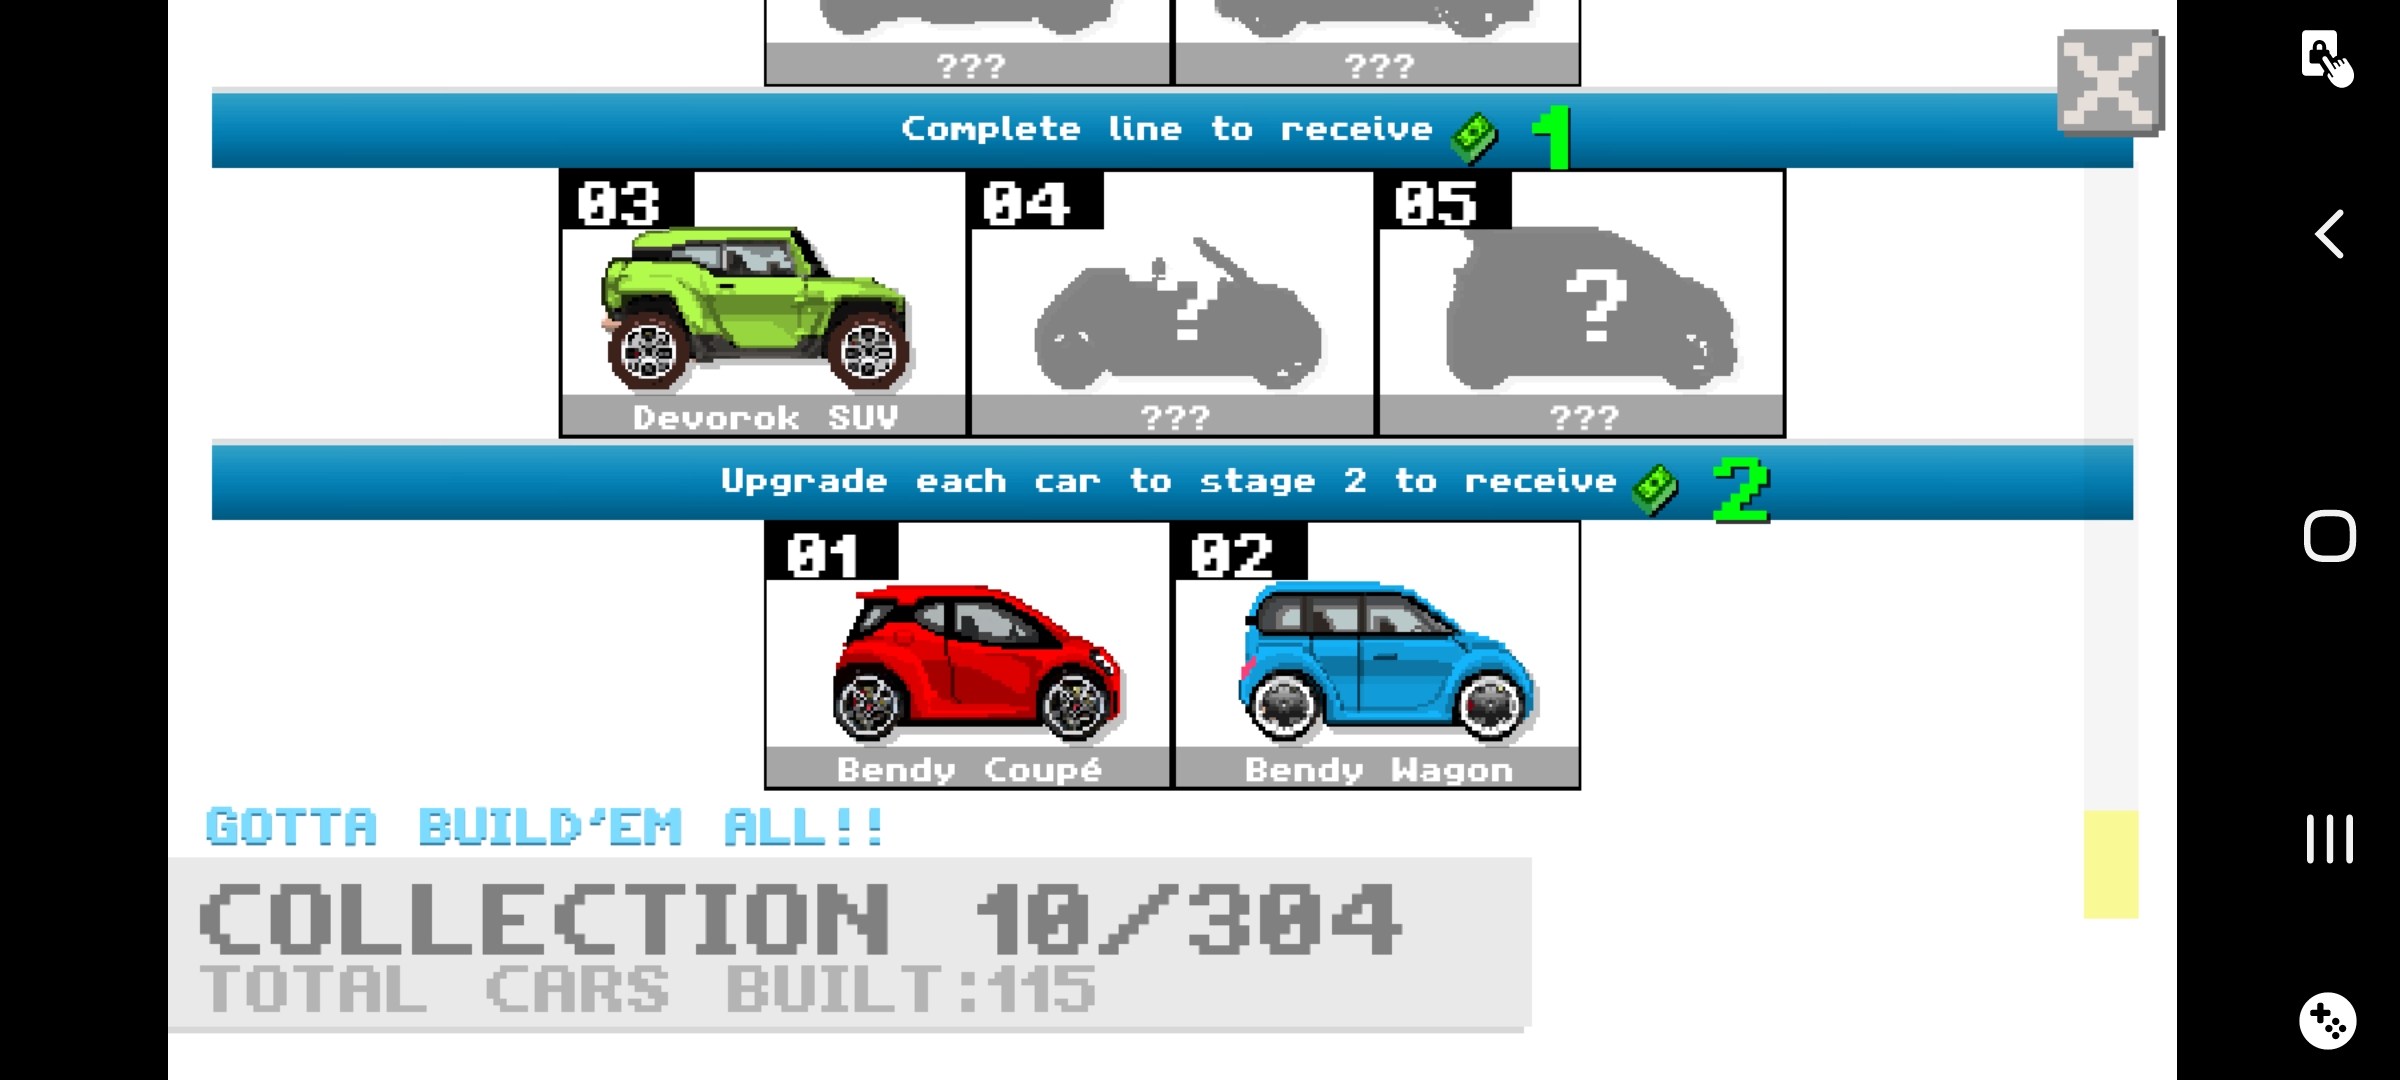 ??? ???
Complete line to receive 1
03 04 05
?
?
Devorok SUV ??? ???
Upgrade each car to stage 2 to receive 2
01 02
Bendy Coupé Bendy Wagon
GOTTA BUILD'EM ALL!!
COLLECTION 10/304
TOTAL CARS BUILT:115